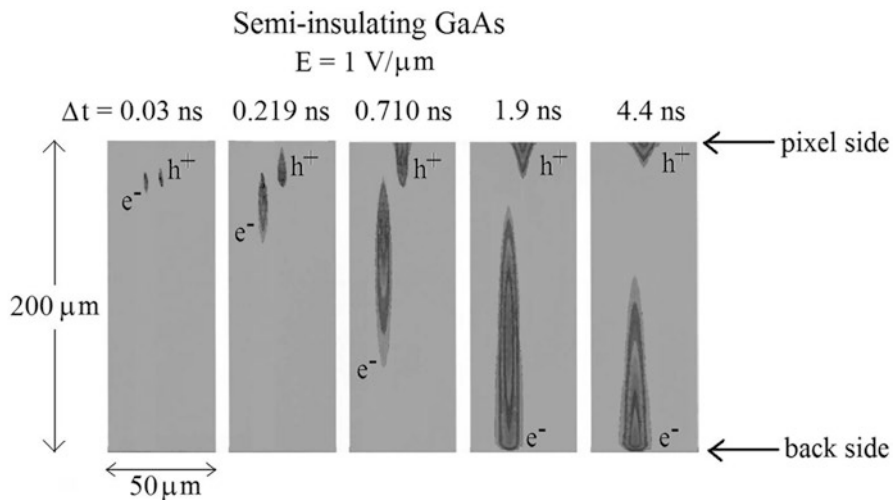 Semi-insulating GaAs
E = 1 V/µm
Δt = 0.03 ns 0.219 ns 0.710 ns 1.9 ns 4.4 ns
pixel side
h⁺ h⁺ h⁺ h⁺ h⁺
e⁻ e⁻ e⁻ e⁻ e⁻
200 µm
back side
50 µm